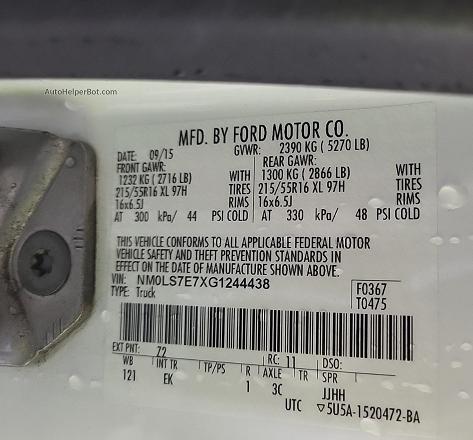 AutoHelperBot.com
MFD. BY FORD MOTOR CO.
DATE: 09/15 GVWR: 2390 KG ( 5270 LB)
FRONT GAWR: REAR GAWR:
1232 KG (2716 LB) WITH 1300 KG ( 2866 LB) WITH
215/55R16 XL 97H TIRES 215/55R16 XL 97H TIRES
16x6.5J RIMS 16x6.5J RIMS
AT 300 kPa/ 44 PSI COLD AT 330 kPa/ 48 PSI COLD
THIS VEHICLE CONFORMS TO ALL APPLICABLE FEDERAL MOTOR
VEHICLE SAFETY AND THEFT PREVENTION STANDARDS IN
EFFECT ON THE DATE OF MANUFACTURE SHOWN ABOVE.
VIN: NM0LS7E7XG1244438 F0367
TYPE: Truck T0475
EXT PNT: Z2 RC: 11 DSO:
WB INT TR TP/PS R AXLE TR SPR
121 EK 1 3C JJHH
UTC ▽5U5A-1520472-BA